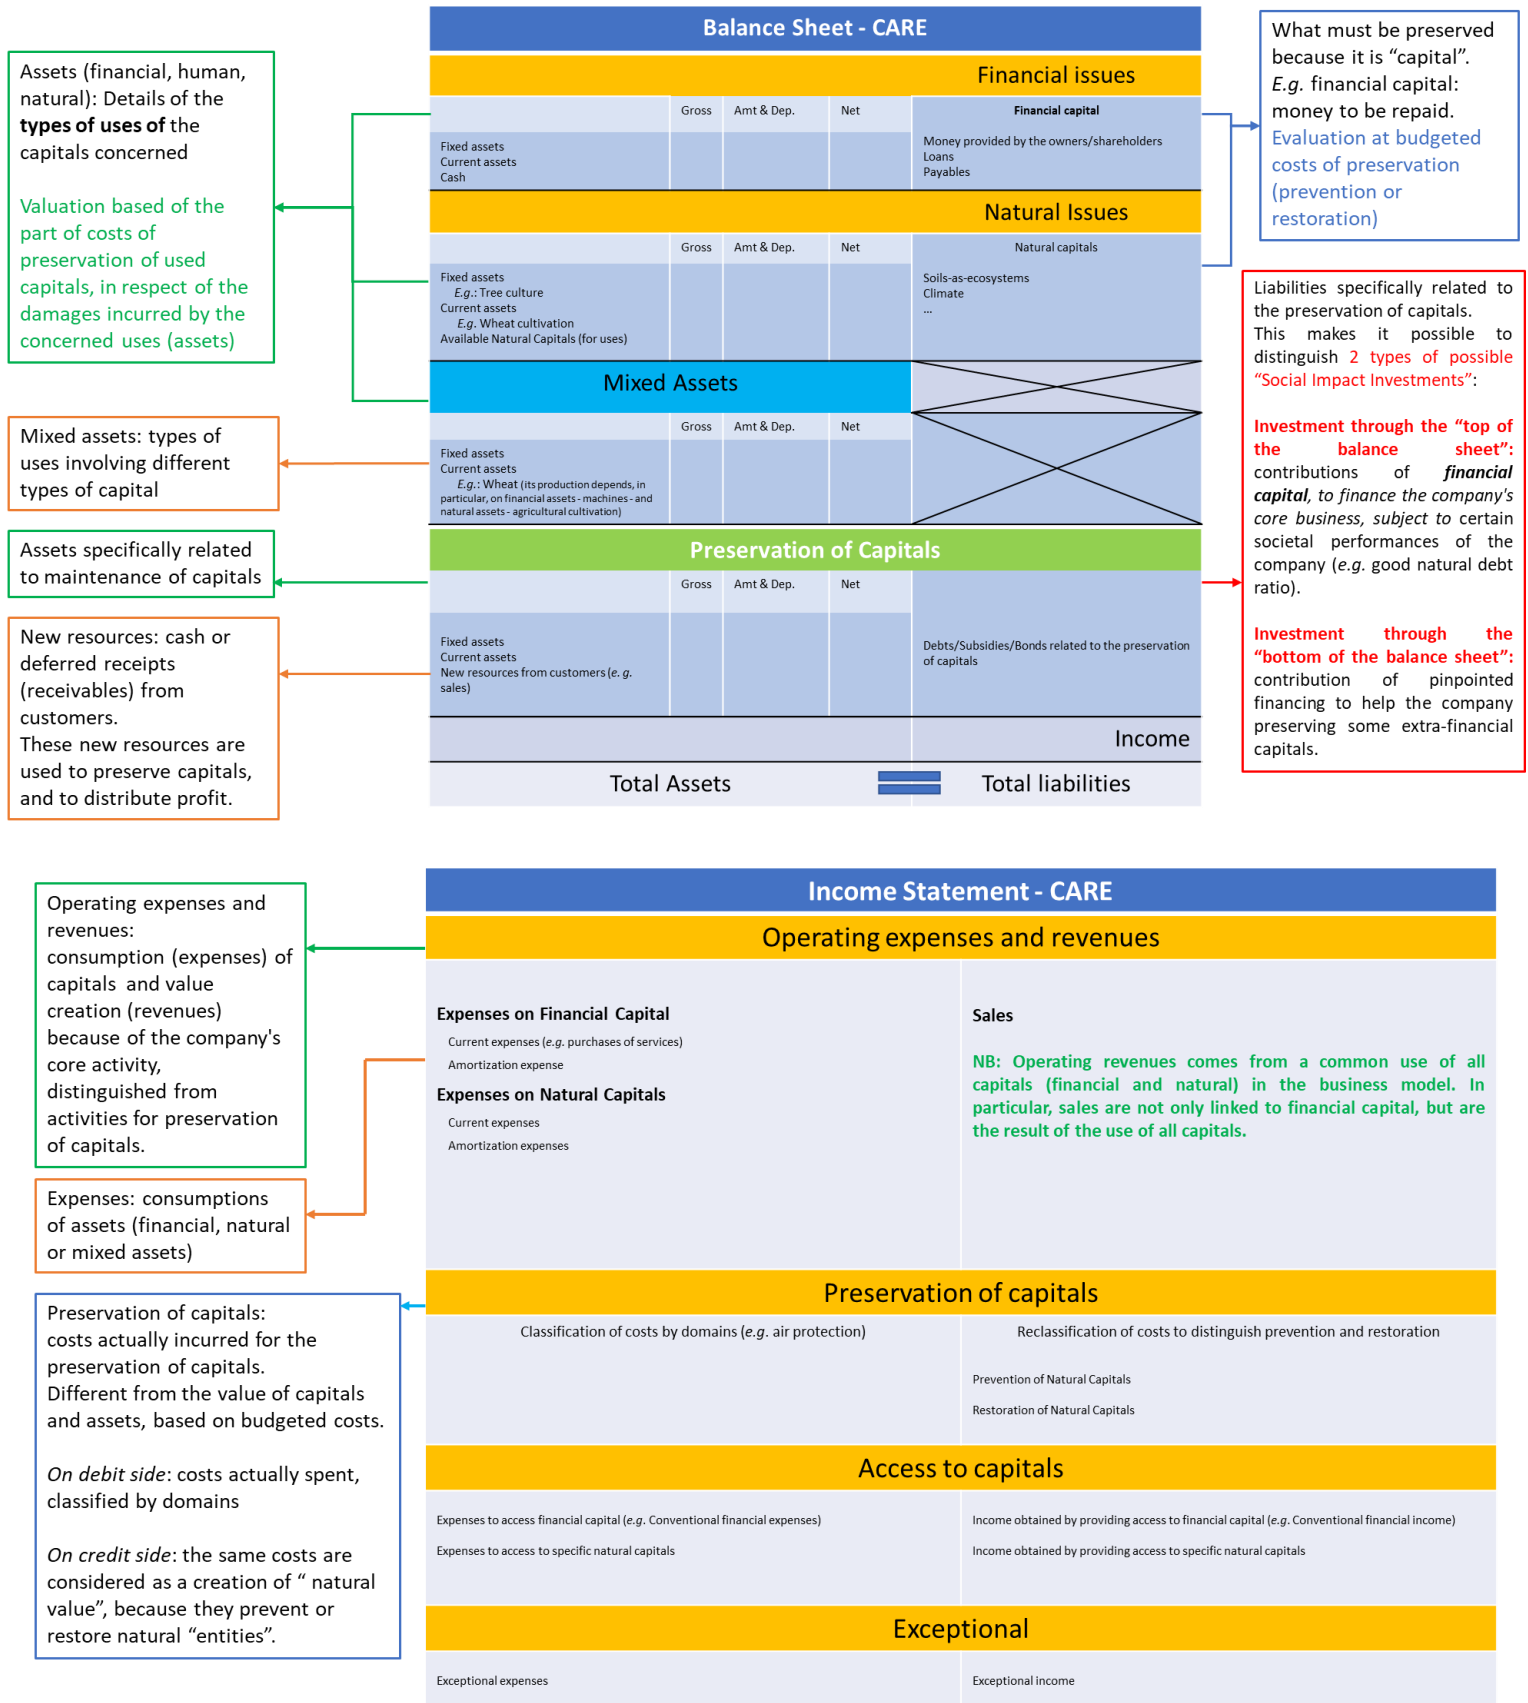 Balance Sheet - CARE
Financial issues
Gross
Amt & Dep.
Net
Financial capital
Fixed assets
Current assets
Cash
Money provided by the owners/shareholders
Loans
Payables
Natural Issues
Gross
Amt & Dep.
Net
Natural capitals
Fixed assets
E.g.: Tree culture
Current assets
E.g. Wheat cultivation
Available Natural Capitals (for uses)
Soils-as-ecosystems
Climate
...
Mixed Assets
Gross
Amt & Dep.
Net
Fixed assets
Current assets
E.g.: Wheat (its production depends, in
particular, on financial assets - machines - and
natural assets - agricultural cultivation)
Preservation of Capitals
Gross
Amt & Dep.
Net
Fixed assets
Current assets
New resources from customers (e. g.
sales)
Debts/Subsidies/Bonds related to the preservation
of capitals
Income
Total Assets
Total liabilities
Assets (financial, human,
natural): Details of the
types of uses of the
capitals concerned
Valuation based of the
part of costs of
preservation of used
capitals, in respect of the
damages incurred by the
concerned uses (assets)
Mixed assets: types of
uses involving different
types of capital
Assets specifically related
to maintenance of capitals
New resources: cash or
deferred receipts
(receivables) from
customers.
These new resources are
used to preserve capitals,
and to distribute profit.
What must be preserved
because it is “capital”.
E.g. financial capital:
money to be repaid.
Evaluation at budgeted
costs of preservation
(prevention or
restoration)
Liabilities specifically related to
the preservation of capitals.
This makes it possible to
distinguish 2 types of possible
“Social Impact Investments”:
Investment through the “top of
the balance sheet”:
contributions of financial
capital, to finance the company's
core business, subject to certain
societal performances of the
company (e.g. good natural debt
ratio).
Investment through the
“bottom of the balance sheet”:
contribution of pinpointed
financing to help the company
preserving some extra-financial
capitals.
Income Statement - CARE
Operating expenses and revenues
Expenses on Financial Capital
Current expenses (e.g. purchases of services)
Amortization expense
Expenses on Natural Capitals
Current expenses
Amortization expenses
Sales
NB: Operating revenues comes from a common use of all
capitals (financial and natural) in the business model. In
particular, sales are not only linked to financial capital, but are
the result of the use of all capitals.
Preservation of capitals
Classification of costs by domains (e.g. air protection)
Reclassification of costs to distinguish prevention and restoration
Prevention of Natural Capitals
Restoration of Natural Capitals
Access to capitals
Expenses to access financial capital (e.g. Conventional financial expenses)
Expenses to access to specific natural capitals
Income obtained by providing access to financial capital (e.g. Conventional financial income)
Income obtained by providing access to specific natural capitals
Exceptional
Exceptional expenses
Exceptional income
Operating expenses and
revenues:
consumption (expenses) of
capitals and value
creation (revenues)
because of the company's
core activity,
distinguished from
activities for preservation
of capitals.
Expenses: consumptions
of assets (financial, natural
or mixed assets)
Preservation of capitals:
costs actually incurred for the
preservation of capitals.
Different from the value of capitals
and assets, based on budgeted costs.
On debit side: costs actually spent,
classified by domains
On credit side: the same costs are
considered as a creation of “ natural
value”, because they prevent or
restore natural “entities”.